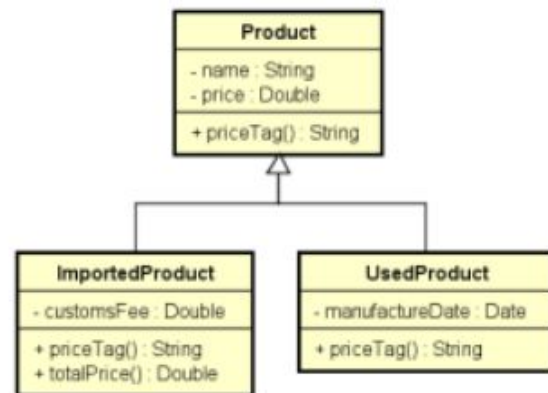 Product
- name : String
- price : Double
+ priceTag() : String
ImportedProduct
- customsFee : Double
+ priceTag() : String
+ totalPrice() : Double
UsedProduct
- manufactureDate : Date
+ priceTag() : String